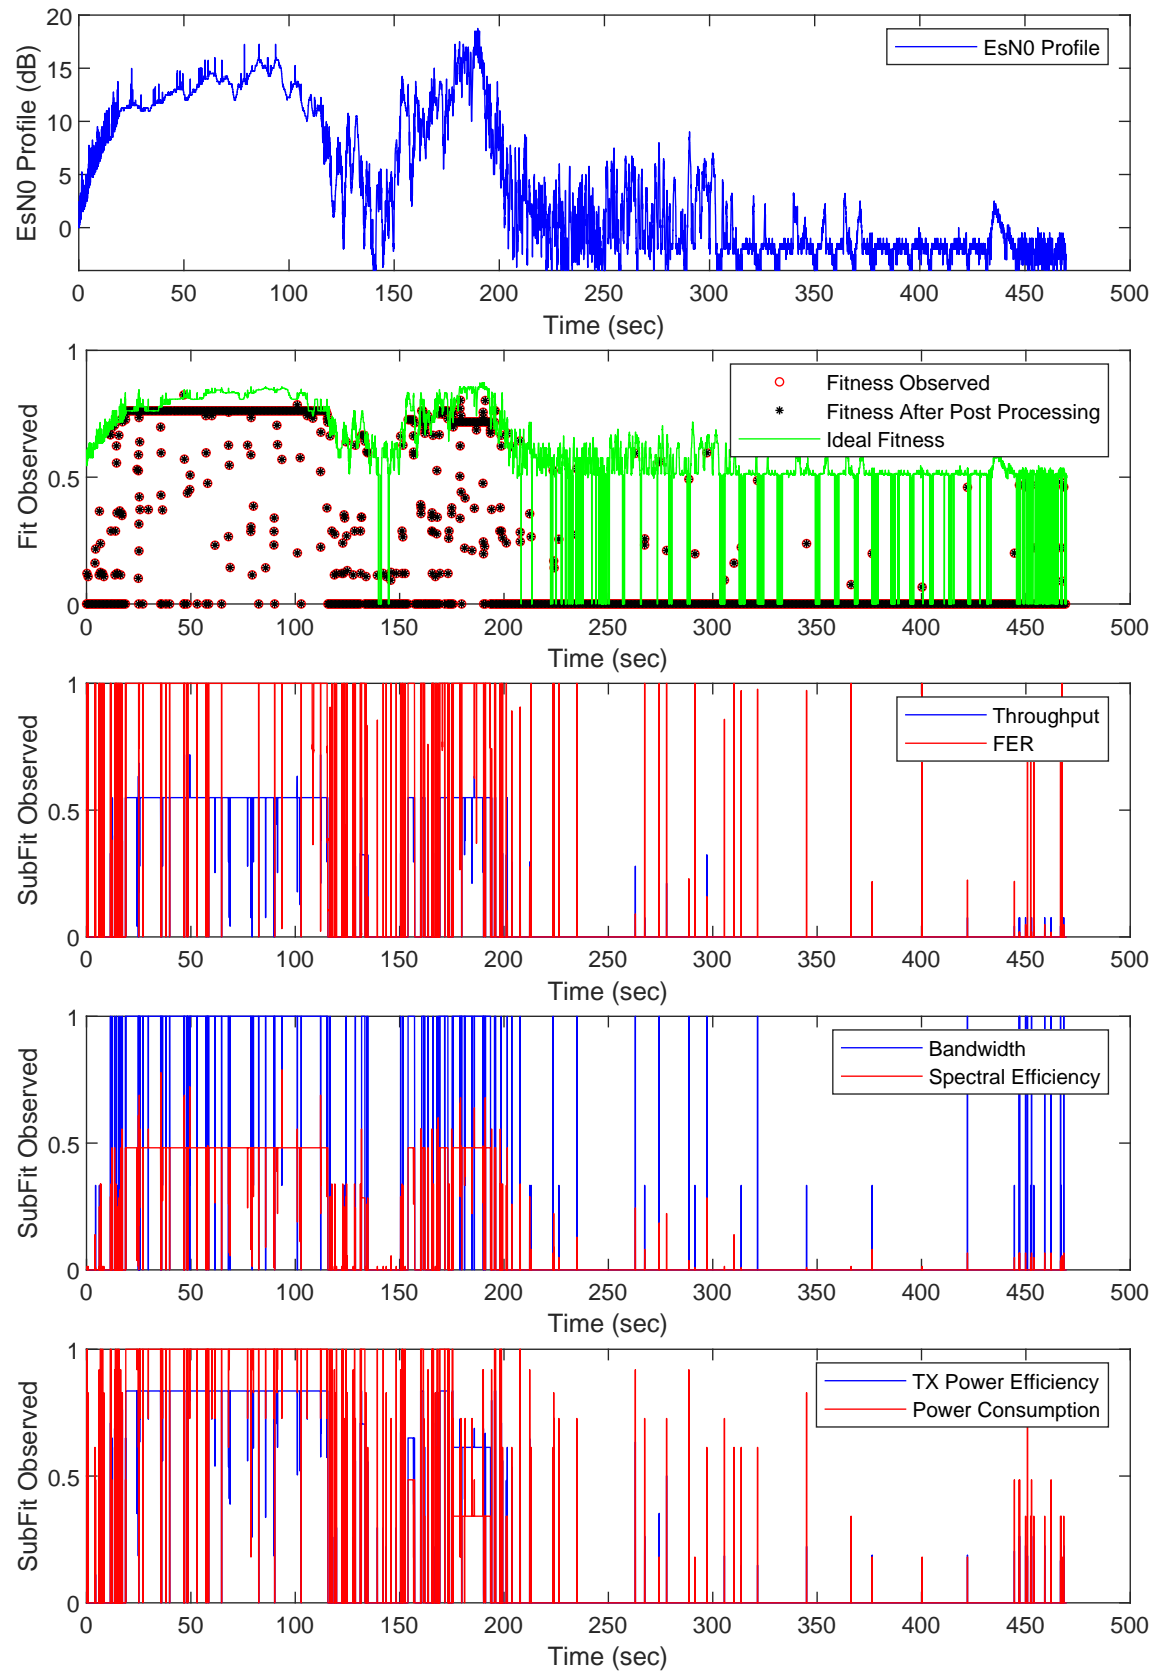 20
15
10
5
0
EsN0 Profile (dB)
EsN0 Profile
0 50 100 150 200 250 300 350 400 450 500
Time (sec)
1
0.5
0
Fit Observed
Fitness Observed
Fitness After Post Processing
Ideal Fitness
0 50 100 150 200 250 300 350 400 450 500
Time (sec)
1
0.5
0
SubFit Observed
Throughput
FER
0 50 100 150 200 250 300 350 400 450 500
Time (sec)
1
0.5
0
SubFit Observed
Bandwidth
Spectral Efficiency
0 50 100 150 200 250 300 350 400 450 500
Time (sec)
1
0.5
0
SubFit Observed
TX Power Efficiency
Power Consumption
0 50 100 150 200 250 300 350 400 450 500
Time (sec)